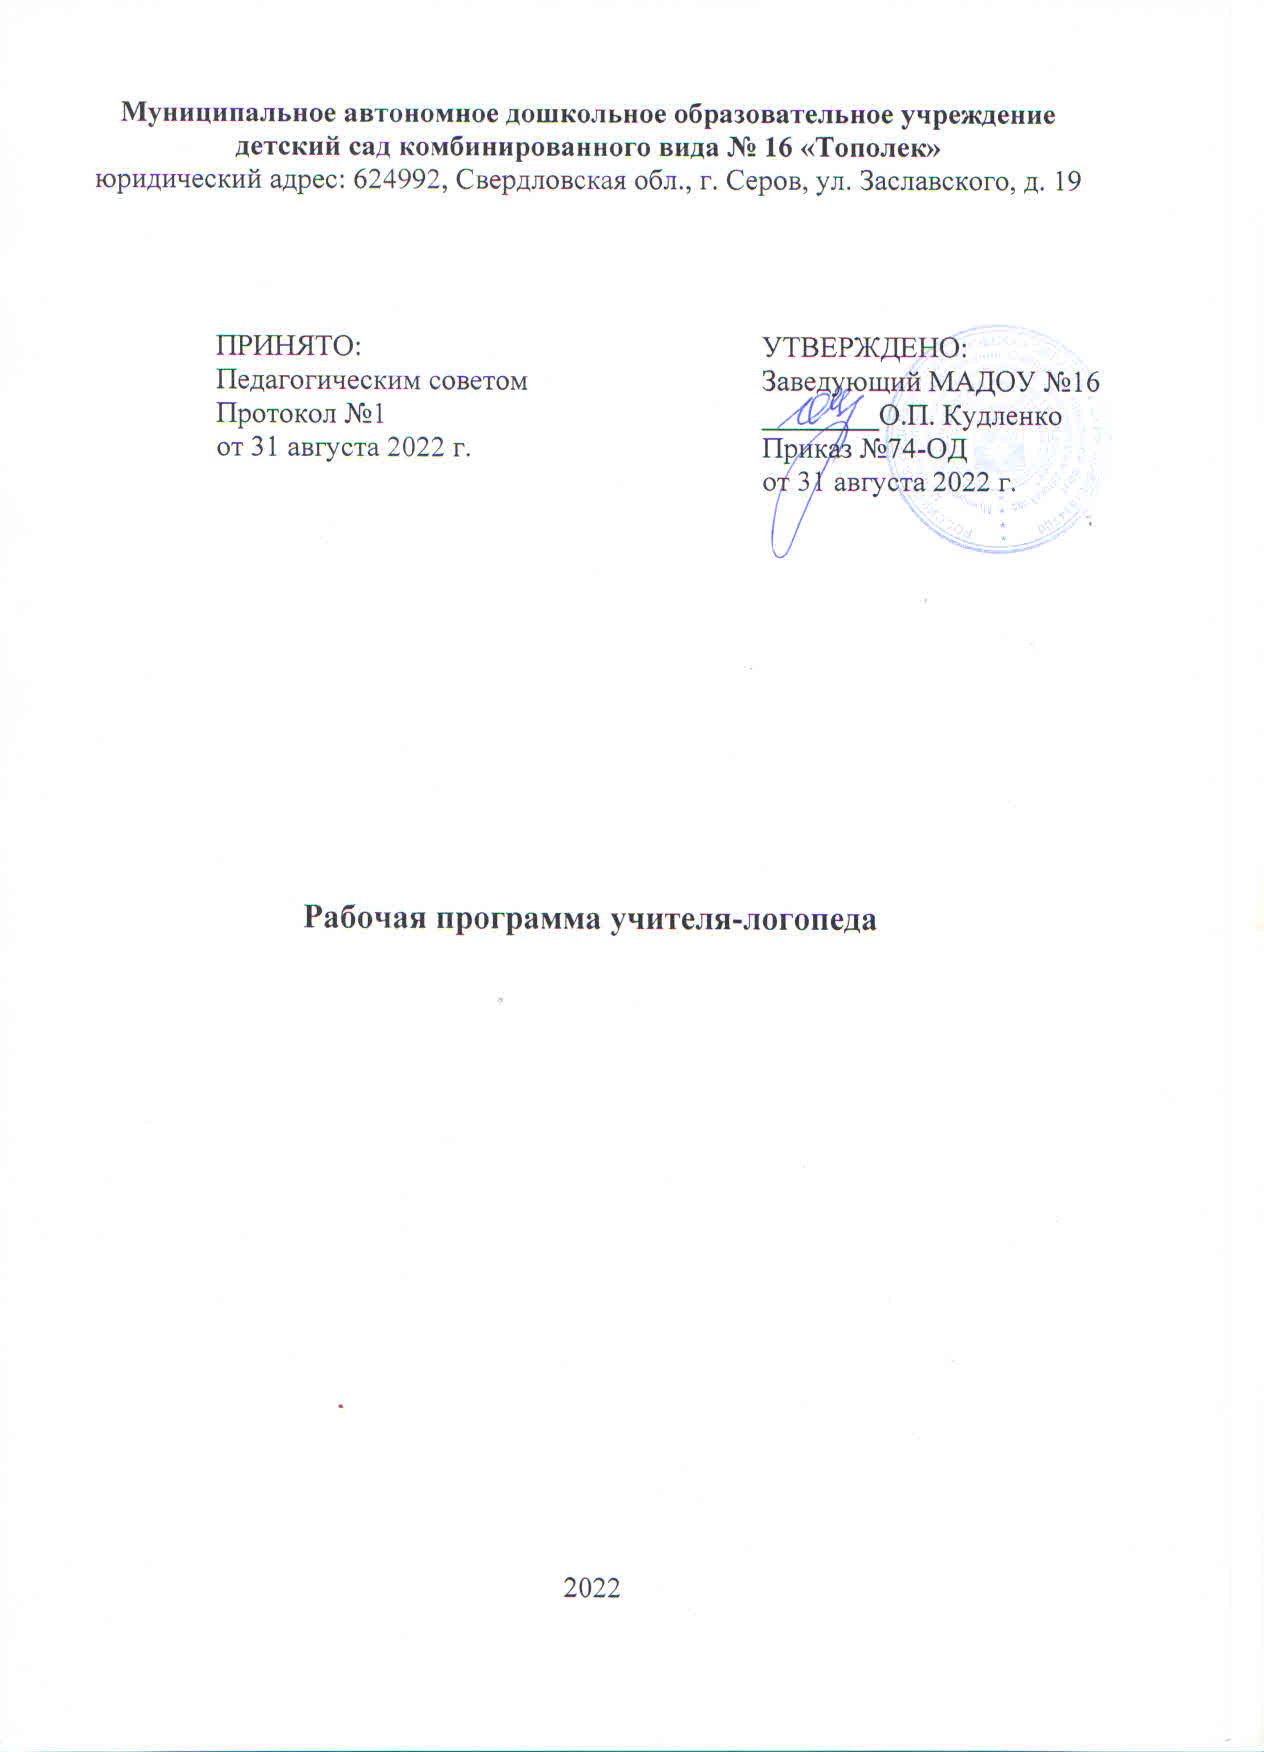 Муниципальное автономное дошкольное образовательное учреждение
детский сад комбинированного вида № 16 «Тополек»
юридический адрес: 624992, Свердловская обл., г. Серов, ул. Заславского, д. 19
ПРИНЯТО:
Педагогическим советом
Протокол №1
от 31 августа 2022 г.
УТВЕРЖДЕНО:
Заведующий МАДОУ №16
_________О.П. Кудленко
Приказ №74-ОД
от 31 августа 2022 г.
Рабочая программа учителя-логопеда
2022